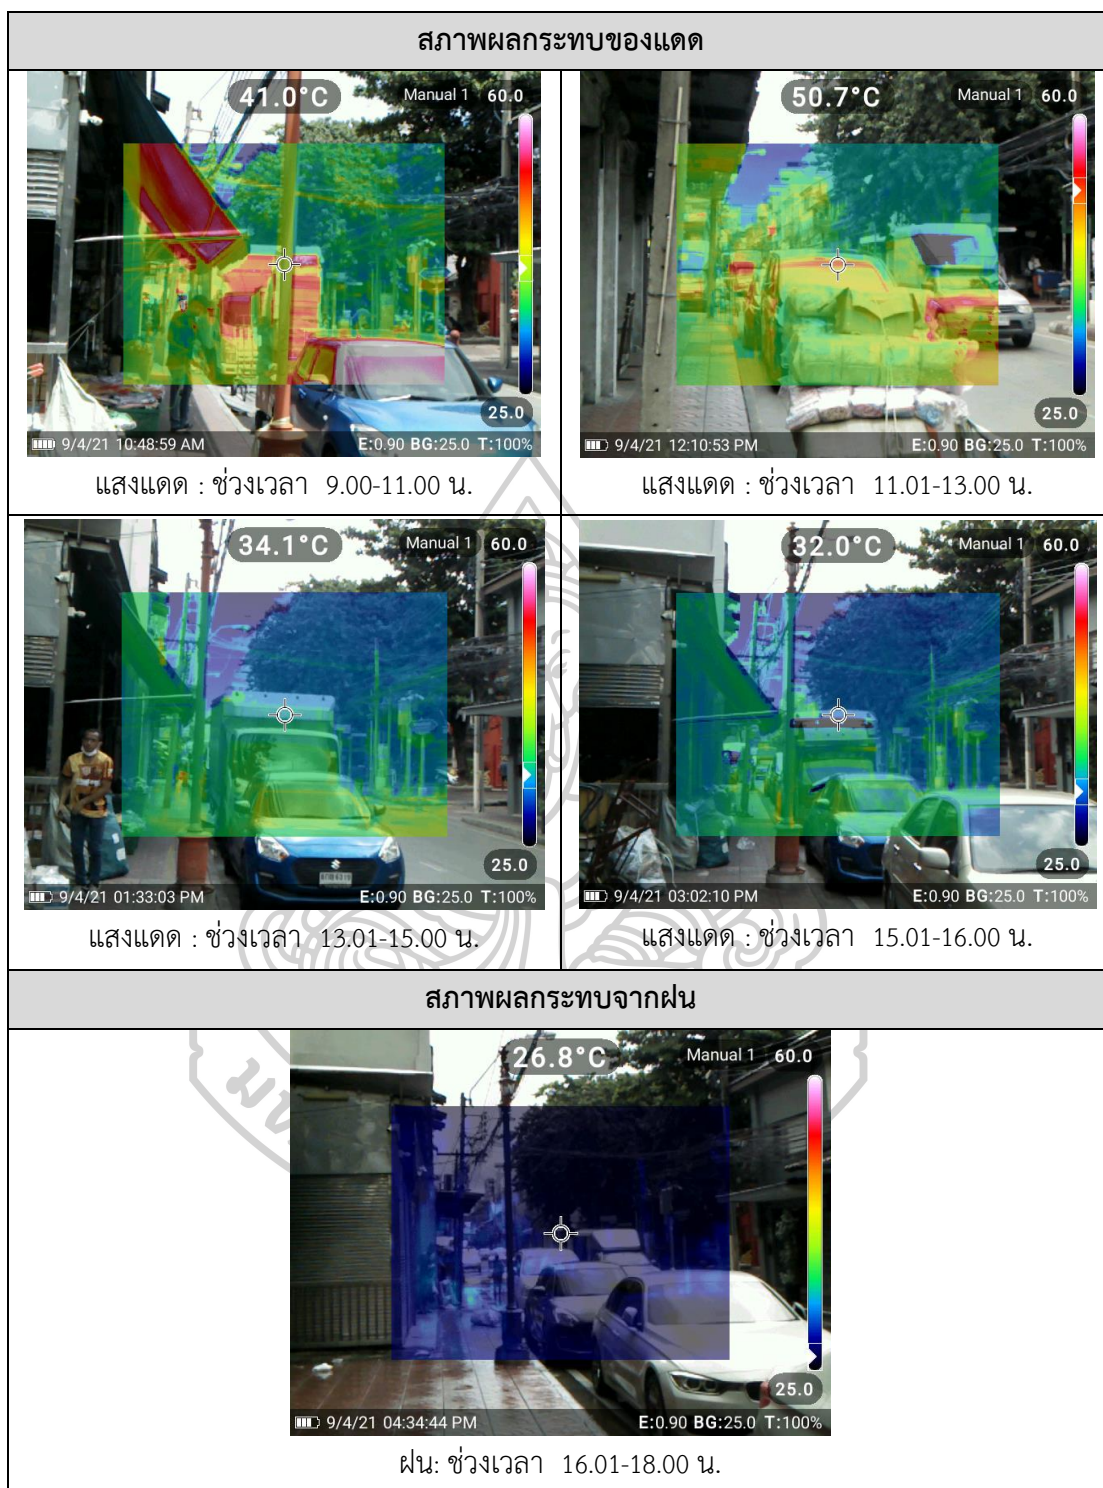 สภาพผลกระทบของแดด
41.0°C Manual 1 60.0
25.0
9/4/21 10:48:59 AM E:0.90 BG:25.0 T:100%
แสงแดด : ช่วงเวลา 9.00-11.00 น.
50.7°C Manual 1 60.0
25.0
9/4/21 12:10:53 PM E:0.90 BG:25.0 T:100%
แสงแดด : ช่วงเวลา 11.01-13.00 น.
34.1°C Manual 1 60.0
25.0
9/4/21 01:33:03 PM E:0.90 BG:25.0 T:100%
แสงแดด : ช่วงเวลา 13.01-15.00 น.
32.0°C Manual 1 60.0
25.0
9/4/21 03:02:10 PM E:0.90 BG:25.0 T:100%
แสงแดด : ช่วงเวลา 15.01-16.00 น.
สภาพผลกระทบจากฝน
26.8°C Manual 1 60.0
25.0
9/4/21 04:34:44 PM E:0.90 BG:25.0 T:100%
ฝน: ช่วงเวลา 16.01-18.00 น.